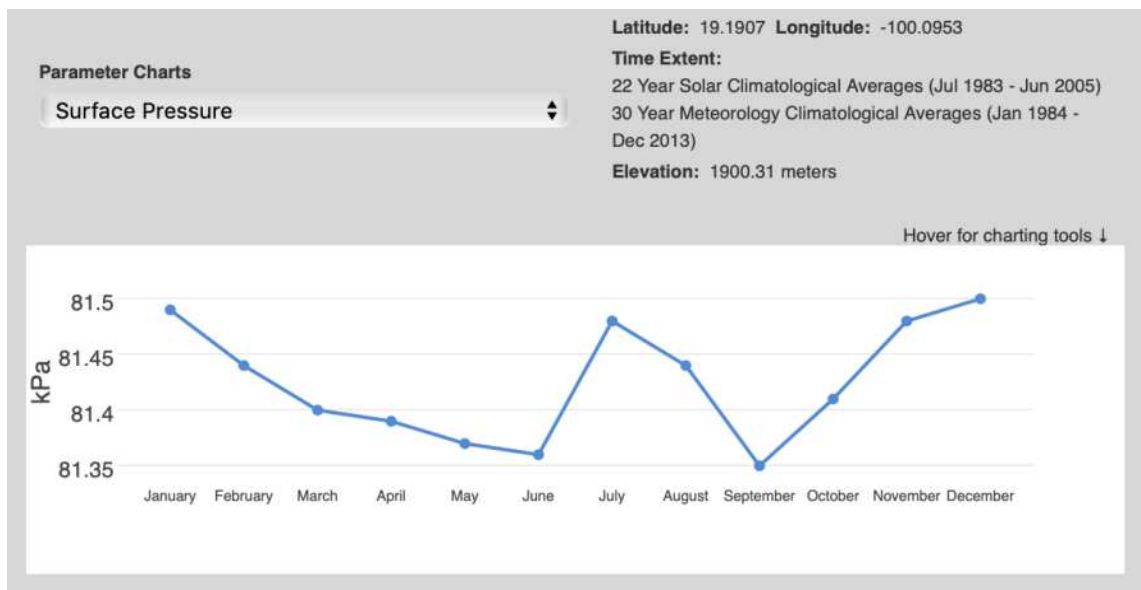 Latitude: 19.1907 Longitude: -100.0953
Time Extent:
22 Year Solar Climatological Averages (Jul 1983 - Jun 2005)
30 Year Meteorology Climatological Averages (Jan 1984 -
Dec 2013)
Elevation: 1900.31 meters
Parameter Charts
Surface Pressure
Hover for charting tools ↓
kPa
81.5
81.45
81.4
81.35
January February March April May June July August September October November December